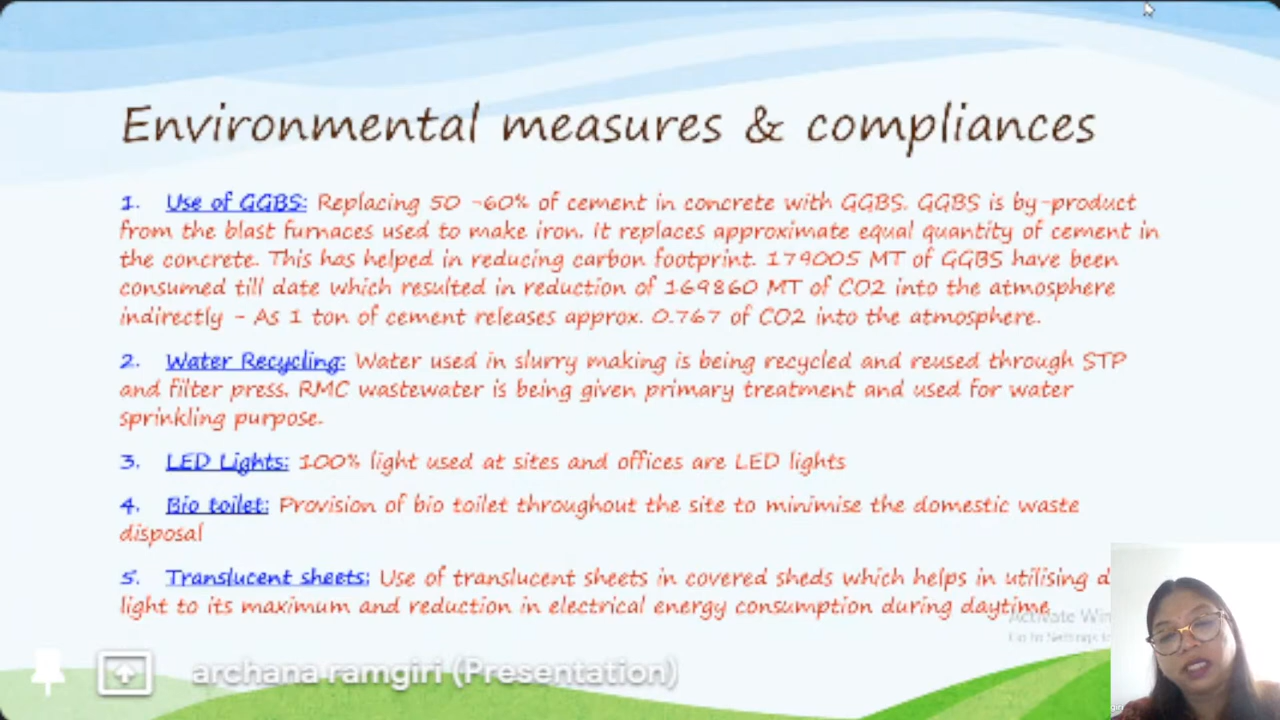 Environmental measures & compliances
1. Use of GGBS: Replacing 50 -60% of cement in concrete with GGBS. GGBS is by-product
from the blast furnaces used to make iron. It replaces approximate equal quantity of cement in
the concrete. This has helped in reducing carbon footprint. 179005 MT of GGBS have been
consumed till date which resulted in reduction of 169860 MT of CO2 into the atmosphere
indirectly - As 1 ton of cement releases approx. 0.767 of CO2 into the atmosphere.
2. Water Recycling: Water used in slurry making is being recycled and reused through STP
and filter press. RMC wastewater is being given primary treatment and used for water
sprinkling purpose.
3. LED Lights: 100% light used at sites and offices are LED lights
4. Bio toilet: Provision of bio toilet throughout the site to minimise the domestic waste
disposal
5. Translucent sheets: Use of translucent sheets in covered sheds which helps in utilising
light to its maximum and reduction in electrical energy consumption during daytime
Activate
Go to Settings
archana ramgiri (Presentation)